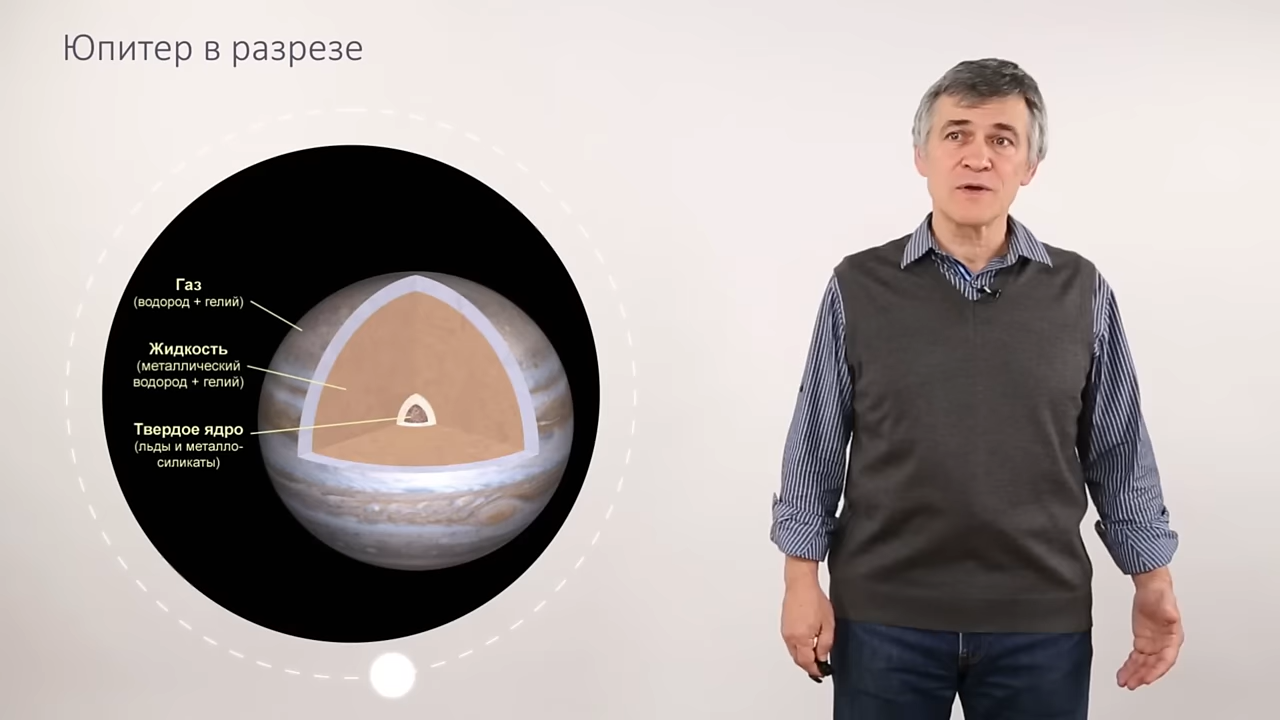 Юпитер в разрезе
Газ
(водород + гелий)
Жидкость
(металлический
водород + гелий)
Твердое ядро
(льды и металло-
силикаты)